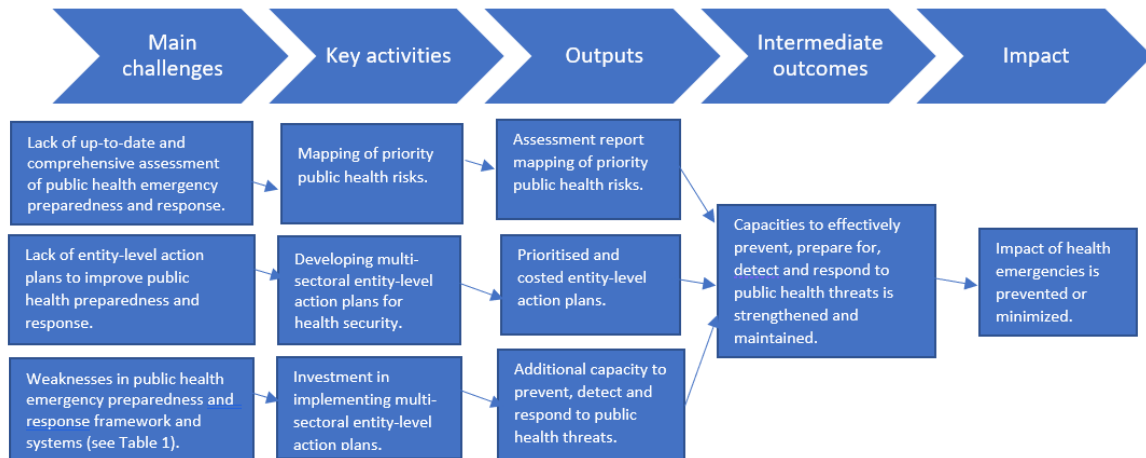 Main
challenges
Key activities
Outputs
Intermediate
outcomes
Impact
Lack of up-to-date and
comprehensive assessment
of public health emergency
preparedness and response.
Mapping of priority
public health risks.
Assessment report
mapping of priority
public health risks.
Lack of entity-level action
plans to improve public
health preparedness and
response.
Developing multi-
sectoral entity-level
action plans for
health security.
Prioritised and
costed entity-level
action plans.
Weaknesses in public health
emergency preparedness and
response framework and
systems (see Table 1).
Investment in
implementing multi-
sectoral entity-level
action plans.
Additional capacity to
prevent, detect and
respond to public
health threats.
Capacities to effectively
prevent, prepare for,
detect and respond to
public health threats is
strengthened and
maintained.
Impact of health
emergencies is
prevented or
minimized.